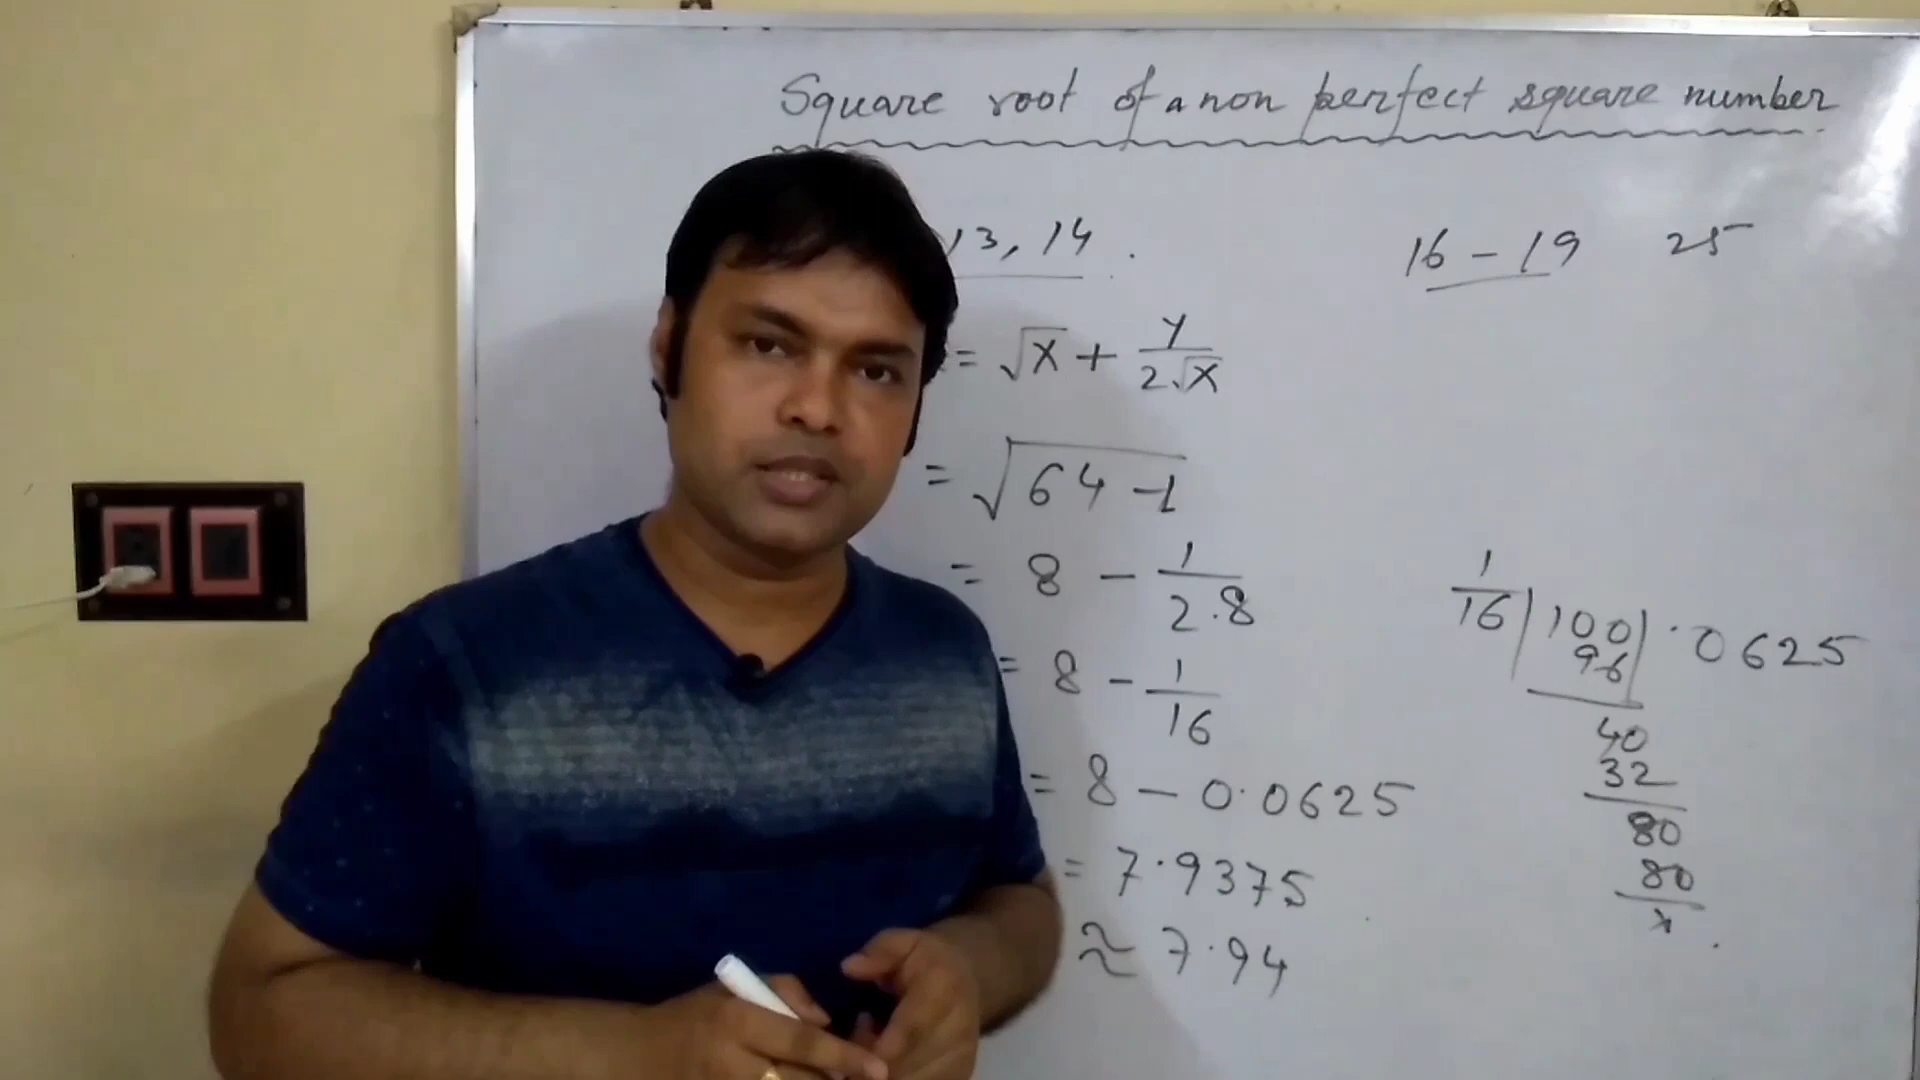 Square root of a non perfect square number
13, 14 .
16 - 19 25
= √x + y/2√x
= √64-1
= 8 - 1/2.8
= 8 - 1/16
= 8 - 0.0625
= 7.9375
≈ 7.94
1/16 | 100 | .0625
96
40
32
80
80
x .